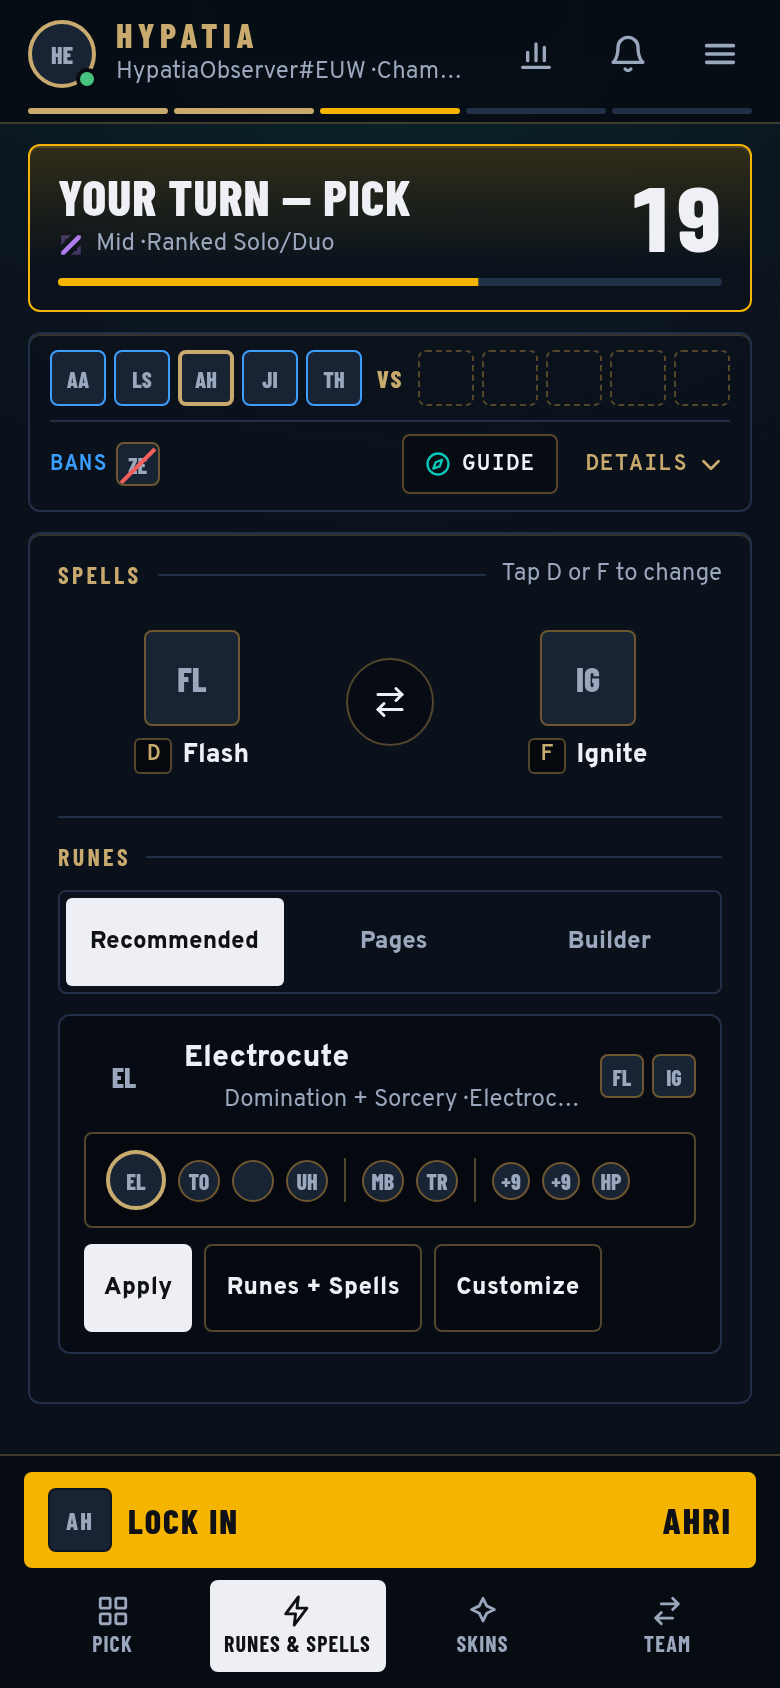 HE
HYPATIA
HypatiaObserver#EUW ·Cham...
YOUR TURN — PICK
19
Mid ·Ranked Solo/Duo
AA LS AH JI TH VS
BANS ZE GUIDE DETAILS
SPELLS Tap D or F to change
FL IG
D Flash F Ignite
RUNES
Recommended Pages Builder
EL Electrocute FL IG
Domination + Sorcery ·Electroc...
EL TO UH MB TR +9 +9 HP
Apply Runes + Spells Customize
AH LOCK IN AHRI
PICK RUNES & SPELLS SKINS TEAM